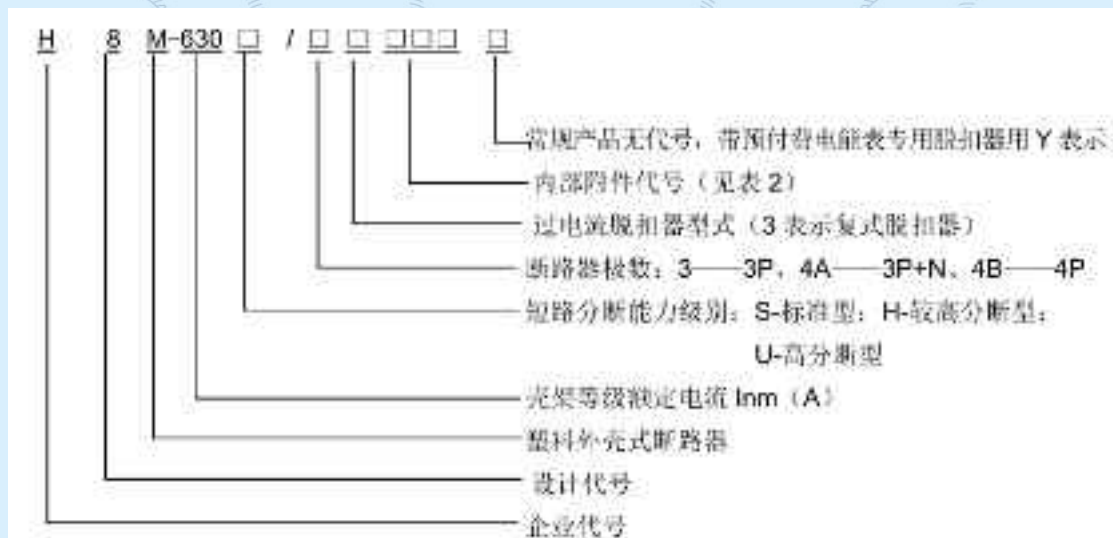 H 8 M-630 □ / □ □ □□□ □
常规产品无代号，带预付费电能表专用脱扣器用 Y 表示
内部附件代号（见表 2）
过电流脱扣器型式（3 表示复式脱扣器）
断路器极数：3——3P、4A——3P+N、4B——4P
短路分断能力级别：S-标准型；H-较高分断型；
U-高分断型
壳架等级额定电流 Inm（A）
塑料外壳式断路器
设计代号
企业代号